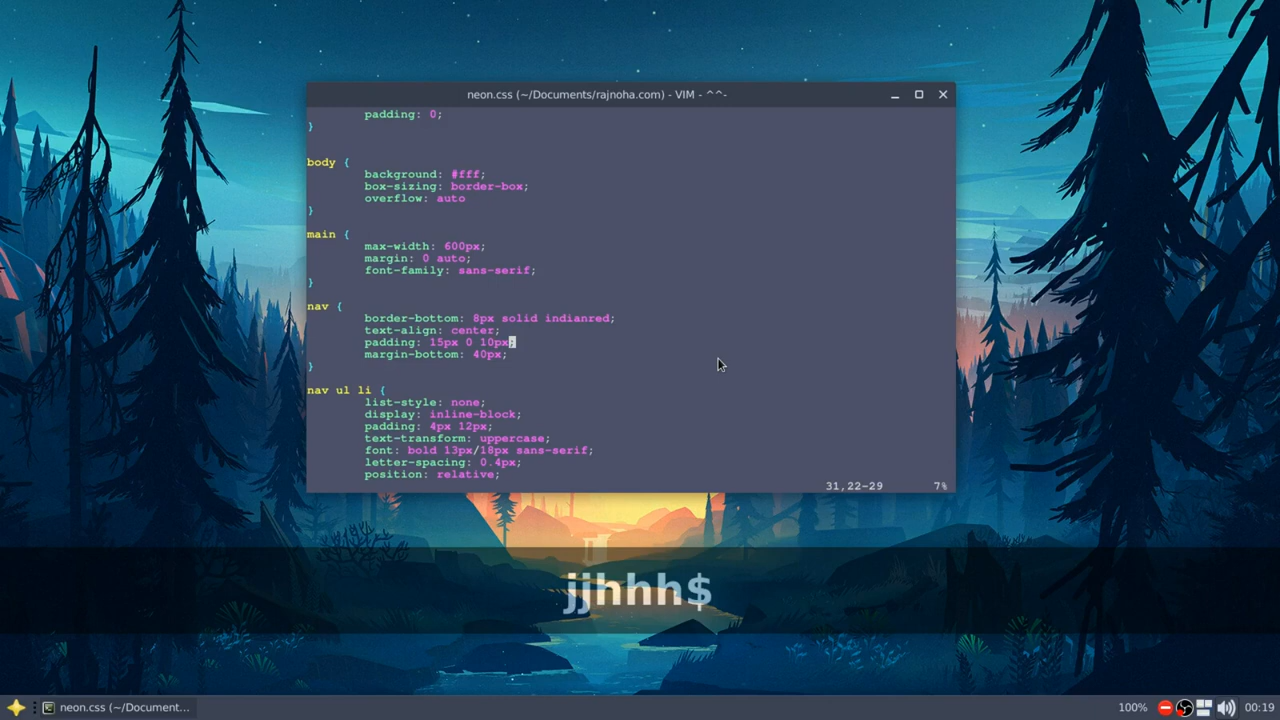 neon.css (~/Documents/rajnoha.com) - VIM - ^^-
padding: 0;
}
body {
background: #fff;
box-sizing: border-box;
overflow: auto
}
main {
max-width: 600px;
margin: 0 auto;
font-family: sans-serif;
}
nav {
border-bottom: 8px solid indianred;
text-align: center;
padding: 15px 0 10px;
margin-bottom: 40px;
}
nav ul li {
list-style: none;
display: inline-block;
padding: 4px 12px;
text-transform: uppercase;
font: bold 13px/18px sans-serif;
letter-spacing: 0.4px;
position: relative;
31,22-29 7%
jjhhh$
neon.css (~/Document... 100% 00:19